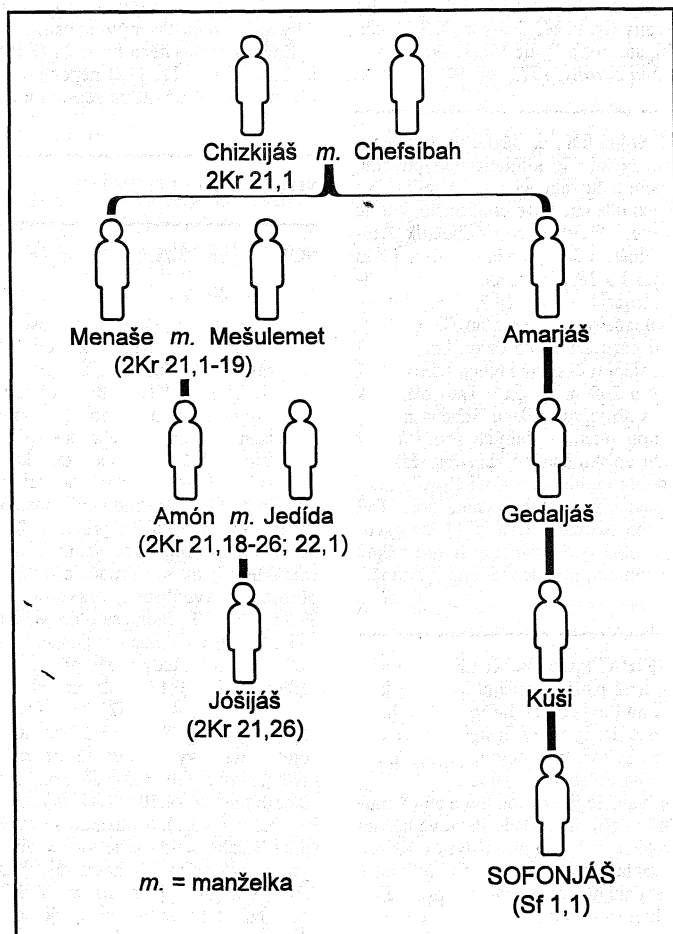 Chizkijáš m. Chefsíbah
2Kr 21,1
Menaše m. Mešulemet
(2Kr 21,1-19)
Amarjáš
Amón m. Jedída
(2Kr 21,18-26; 22,1)
Gedaljáš
Jóšijáš
(2Kr 21,26)
Kúši
m. = manželka
SOFONJÁŠ
(Sf 1,1)